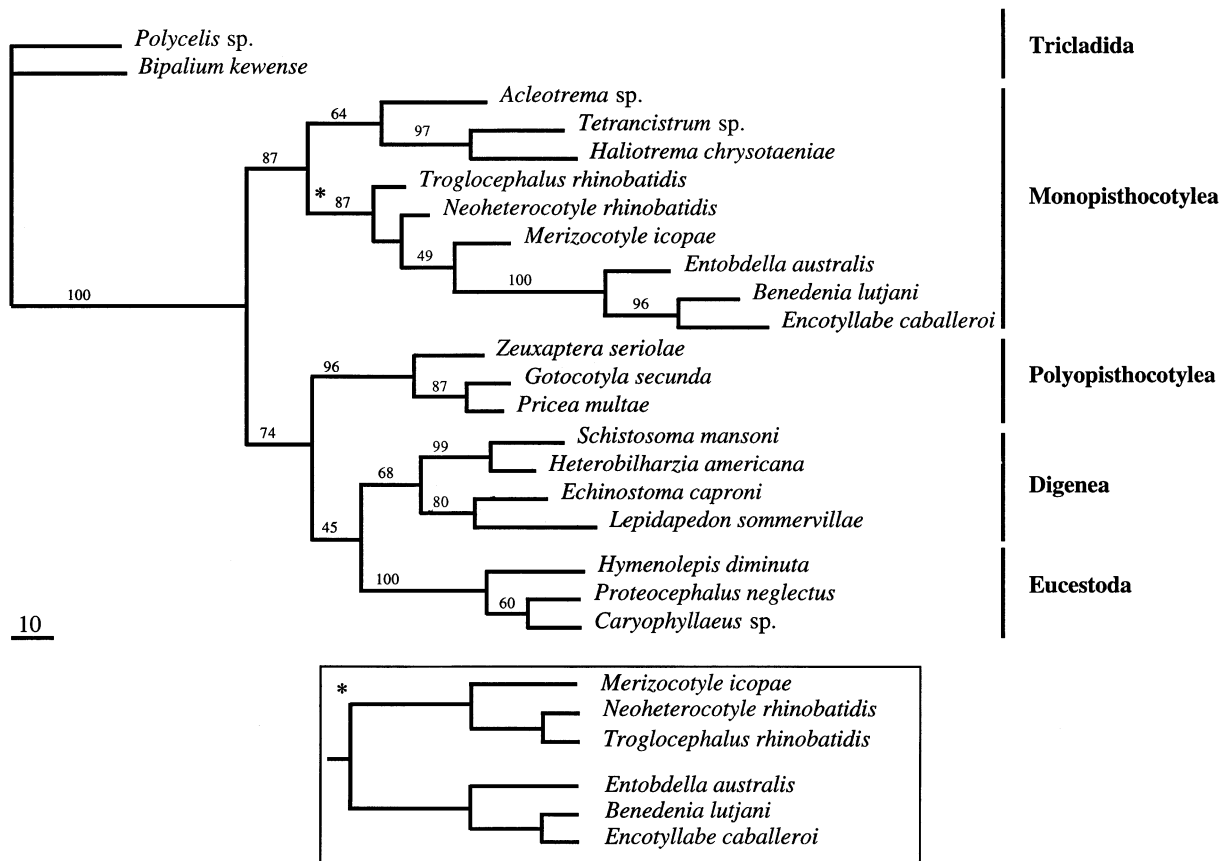 Polycelis sp.
Tricladida
Bipalium kewense
Acleotrema sp.
64
Tetrancistrum sp.
97
Haliotrema chrysotaeniae
87
Troglocephalus rhinobatidis
*
87
Monopisthocotylea
Neoheterocotyle rhinobatidis
Merizocotyle icopae
49
Entobdella australis
100
Benedenia lutjani
96
Encotyllabe caballeroi
100
Zeuxaptera seriolae
96
Gotocotyla secunda
87
Polyopisthocotylea
Pricea multae
74
Schistosoma mansoni
99
Heterobilharzia americana
68
Digenea
Echinostoma caproni
80
Lepidapedon sommervillae
45
Hymenolepis diminuta
100
Eucestoda
Proteocephalus neglectus
60
Caryophyllaeus sp.
10
*
Merizocotyle icopae
Neoheterocotyle rhinobatidis
Troglocephalus rhinobatidis
Entobdella australis
Benedenia lutjani
Encotyllabe caballeroi